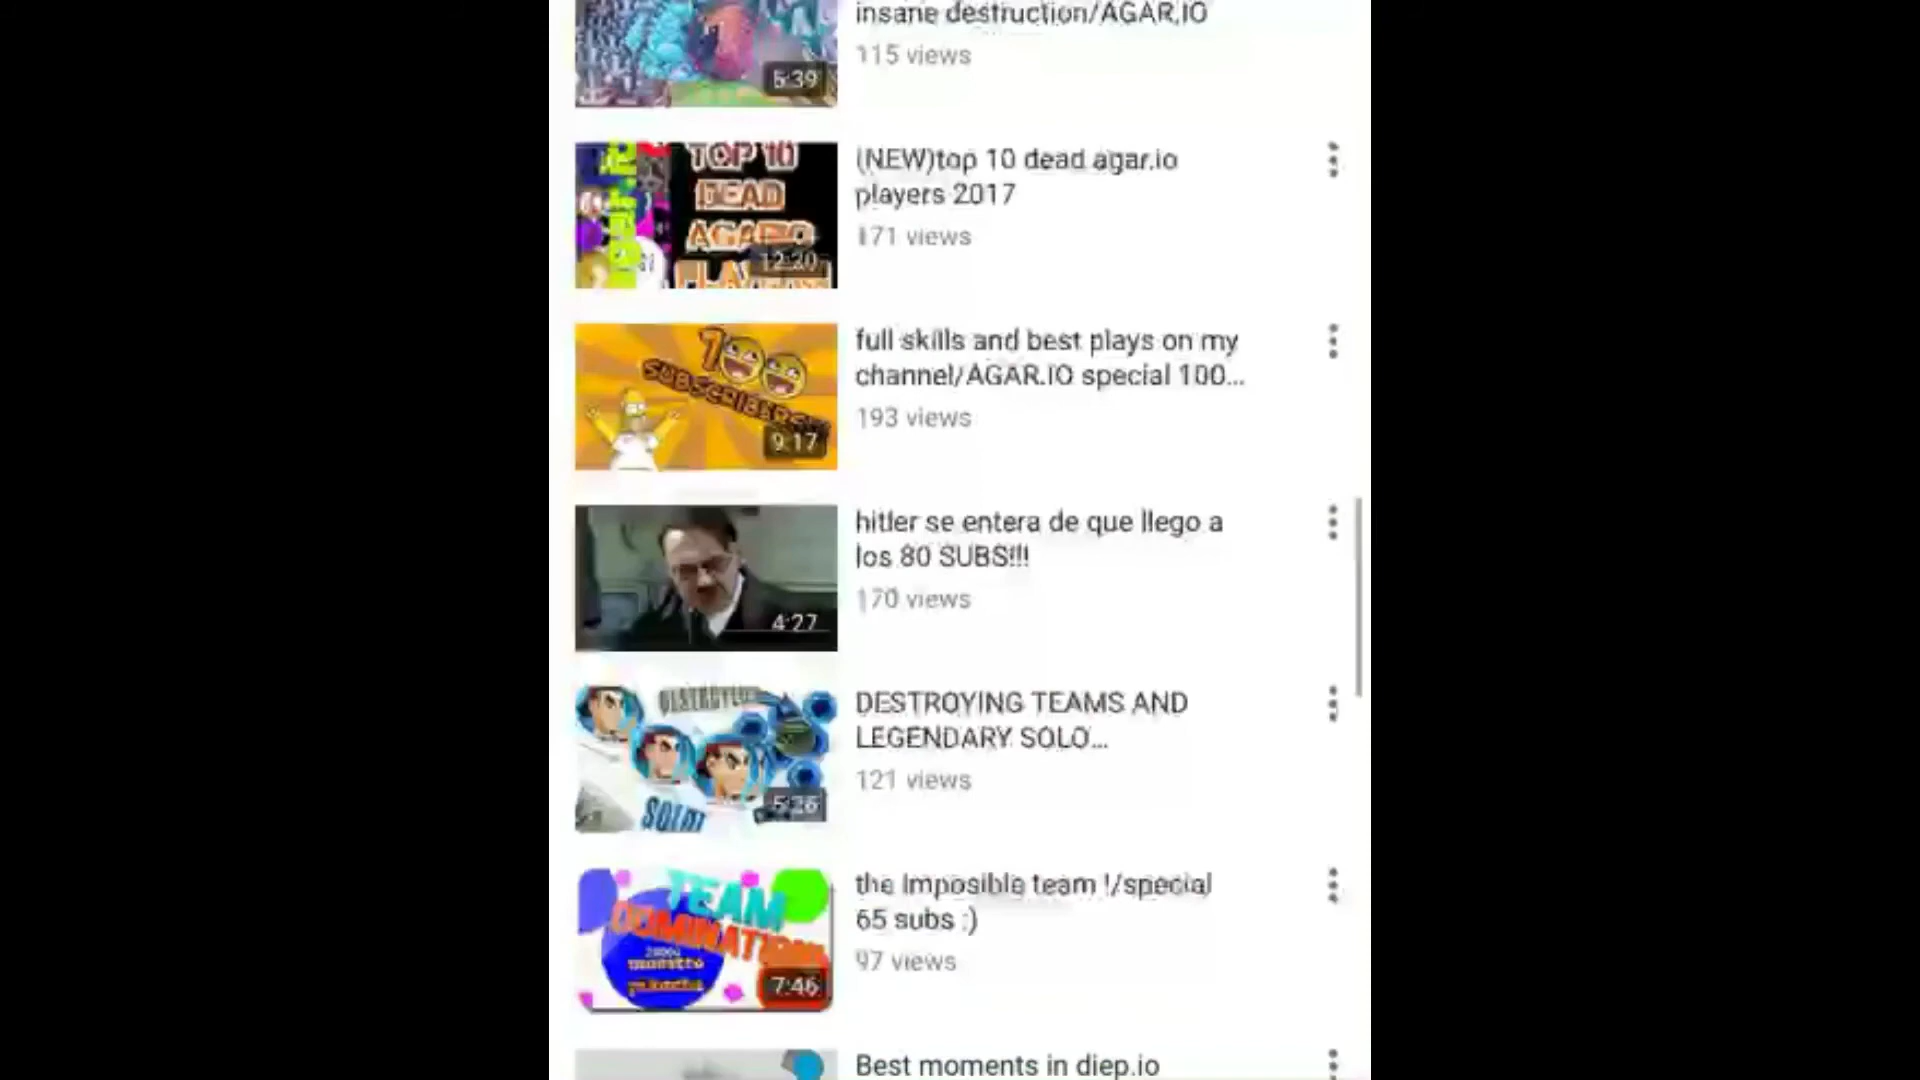 insane destruction/AGAR.IO
115 views
5:39
TOP 10
DEAD
AGARIO
12:20
(NEW)top 10 dead agar.io
players 2017
171 views
100
SUBSCRIBERS
9:17
full skills and best plays on my
channel/AGAR.IO special 100...
193 views
4:27
hitler se entera de que llego a
los 80 SUBS!!!
170 views
SOLO!
5:26
DESTROYING TEAMS AND
LEGENDARY SOLO...
121 views
TEAM
DOMINATION
7:46
the Imposible team !/special
65 subs :)
97 views
Best moments in diep.io